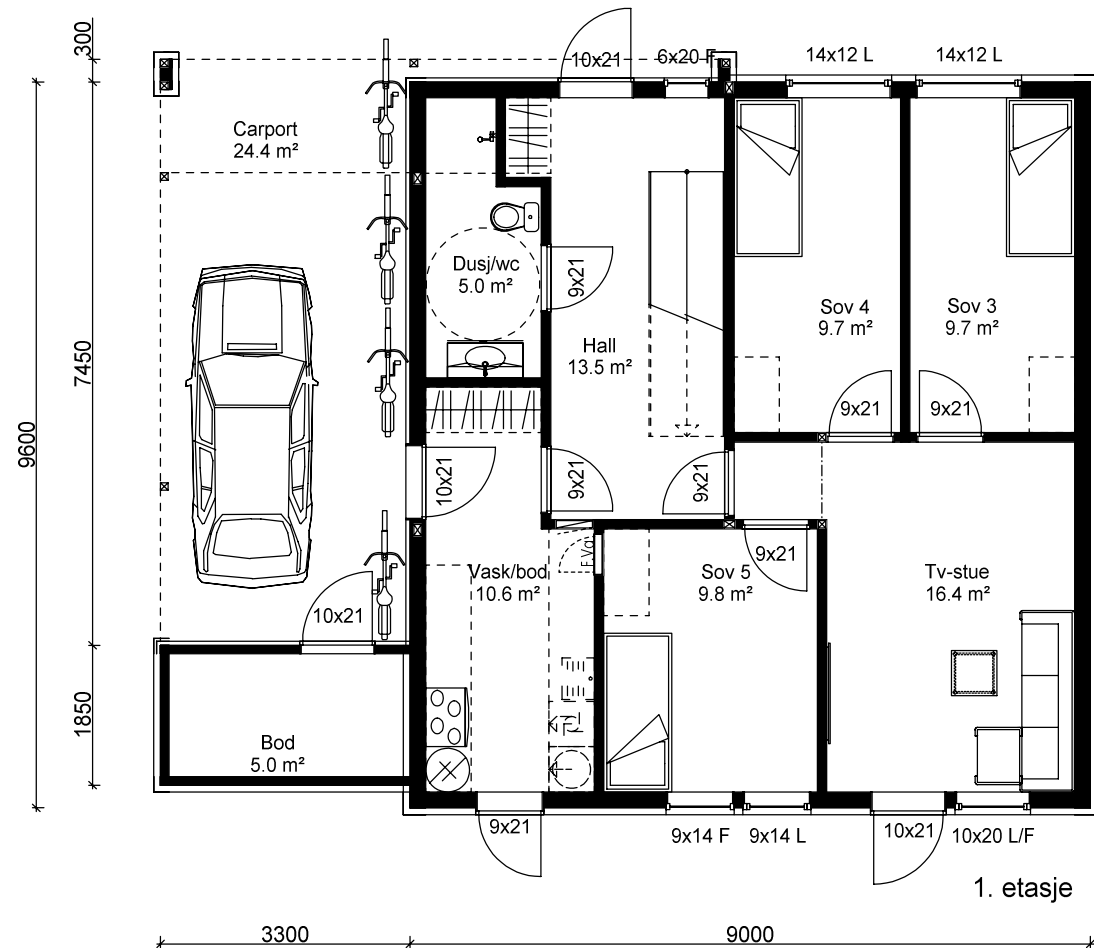 300
10x21
6x20 F
14x12 L
14x12 L
Carport
24.4 m²
Dusj/wc
5.0 m²
9x21
Sov 4
9.7 m²
Sov 3
9.7 m²
Hall
13.5 m²
7450
9600
9x21
9x21
10x21
9x21
9x21
F.Vg
9x21
Vask/bod
10.6 m²
Sov 5
9.8 m²
Tv-stue
16.4 m²
10x21
1850
Bod
5.0 m²
9x21
9x14 F
9x14 L
10x21
10x20 L/F
1. etasje
3300
9000